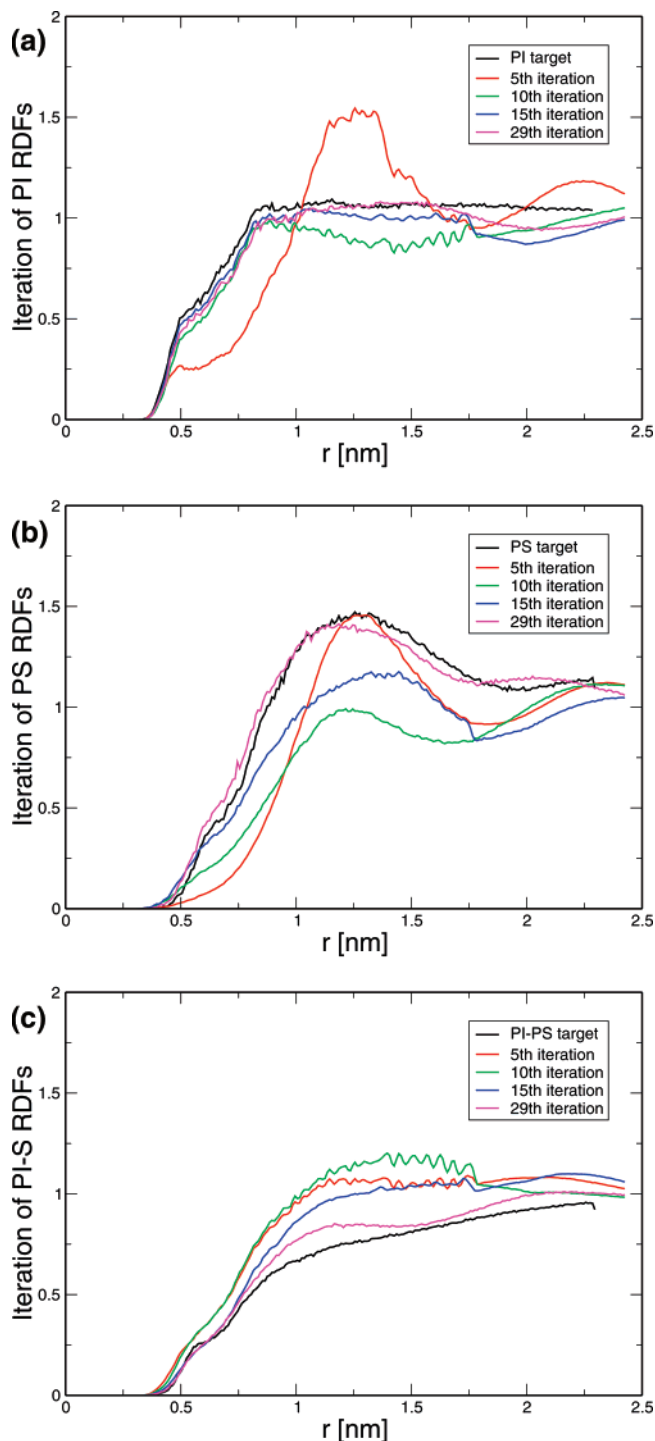 (a)
Iteration of PI RDFs
2
1.5
1
0.5
0
PI target
5th iteration
10th iteration
15th iteration
29th iteration
0 0.5 1 1.5 2 2.5
r [nm]
(b)
Iteration of PS RDFs
2
1.5
1
0.5
0
PS target
5th iteration
10th iteration
15th iteration
29th iteration
0 0.5 1 1.5 2 2.5
r [nm]
(c)
Iteration of PI-S RDFs
2
1.5
1
0.5
0
PI-PS target
5th iteration
10th iteration
15th iteration
29th iteration
0 0.5 1 1.5 2 2.5
r [nm]